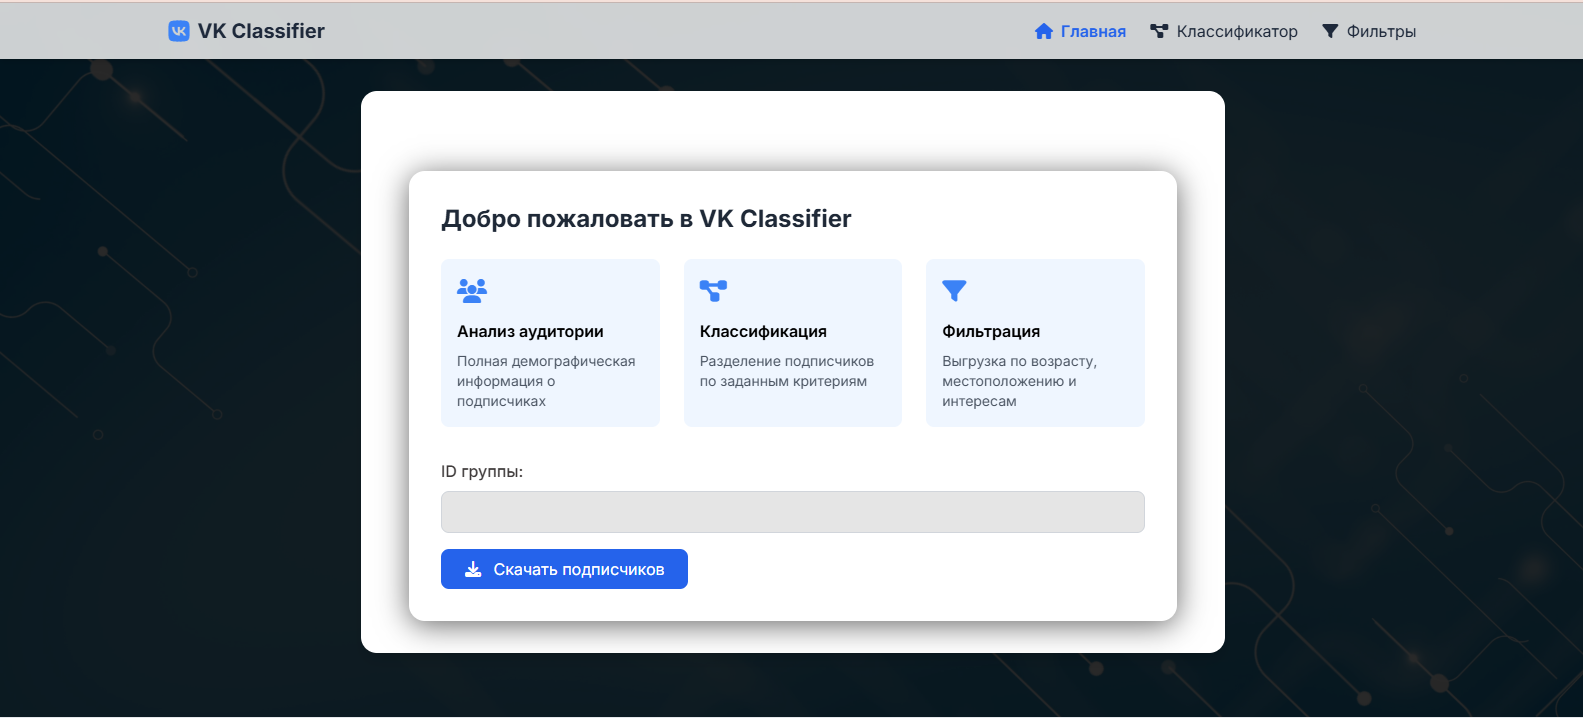 VK Classifier
Главная
Классификатор
Фильтры
Добро пожаловать в VK Classifier
Анализ аудитории
Полная демографическая
информация о
подписчиках
Классификация
Разделение подписчиков
по заданным критериям
Фильтрация
Выгрузка по возрасту,
местоположению и
интересам
ID группы:
Скачать подписчиков